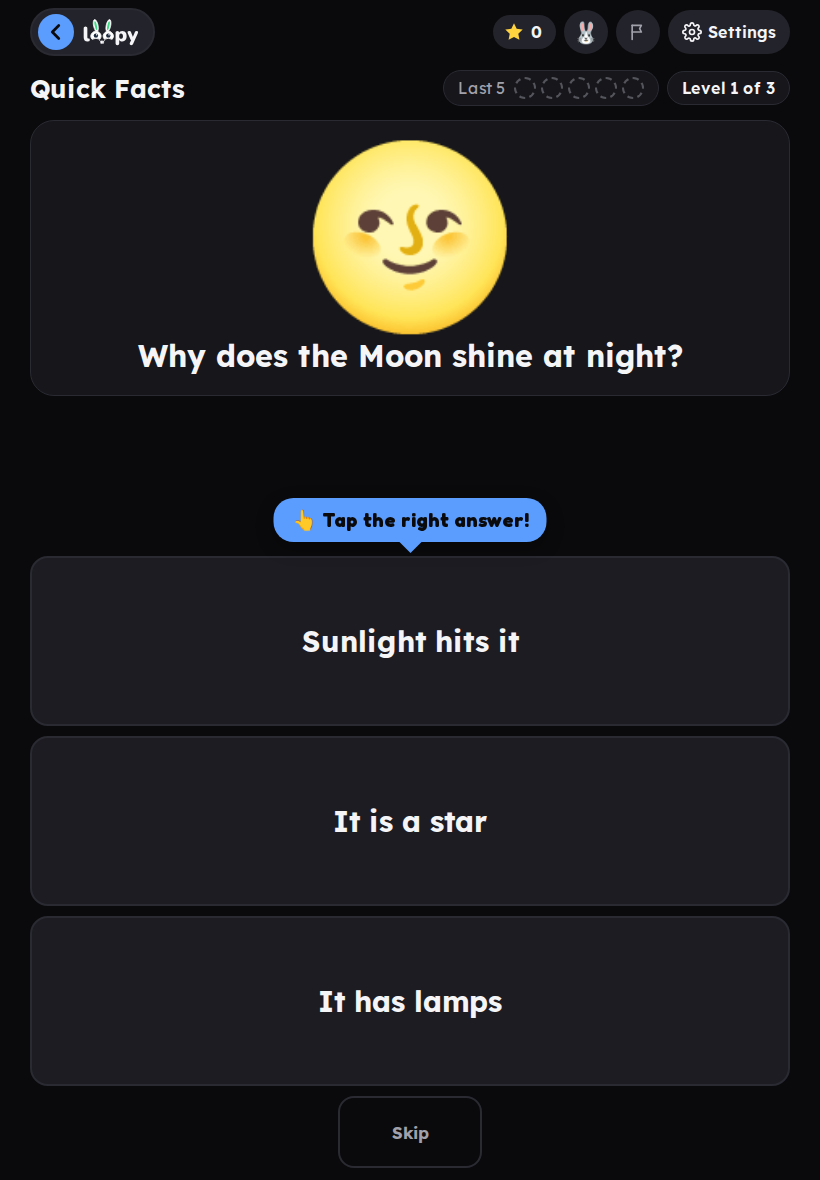 loopy
0
Settings
Quick Facts
Last 5
Level 1 of 3
Why does the Moon shine at night?
👆 Tap the right answer!
Sunlight hits it
It is a star
It has lamps
Skip